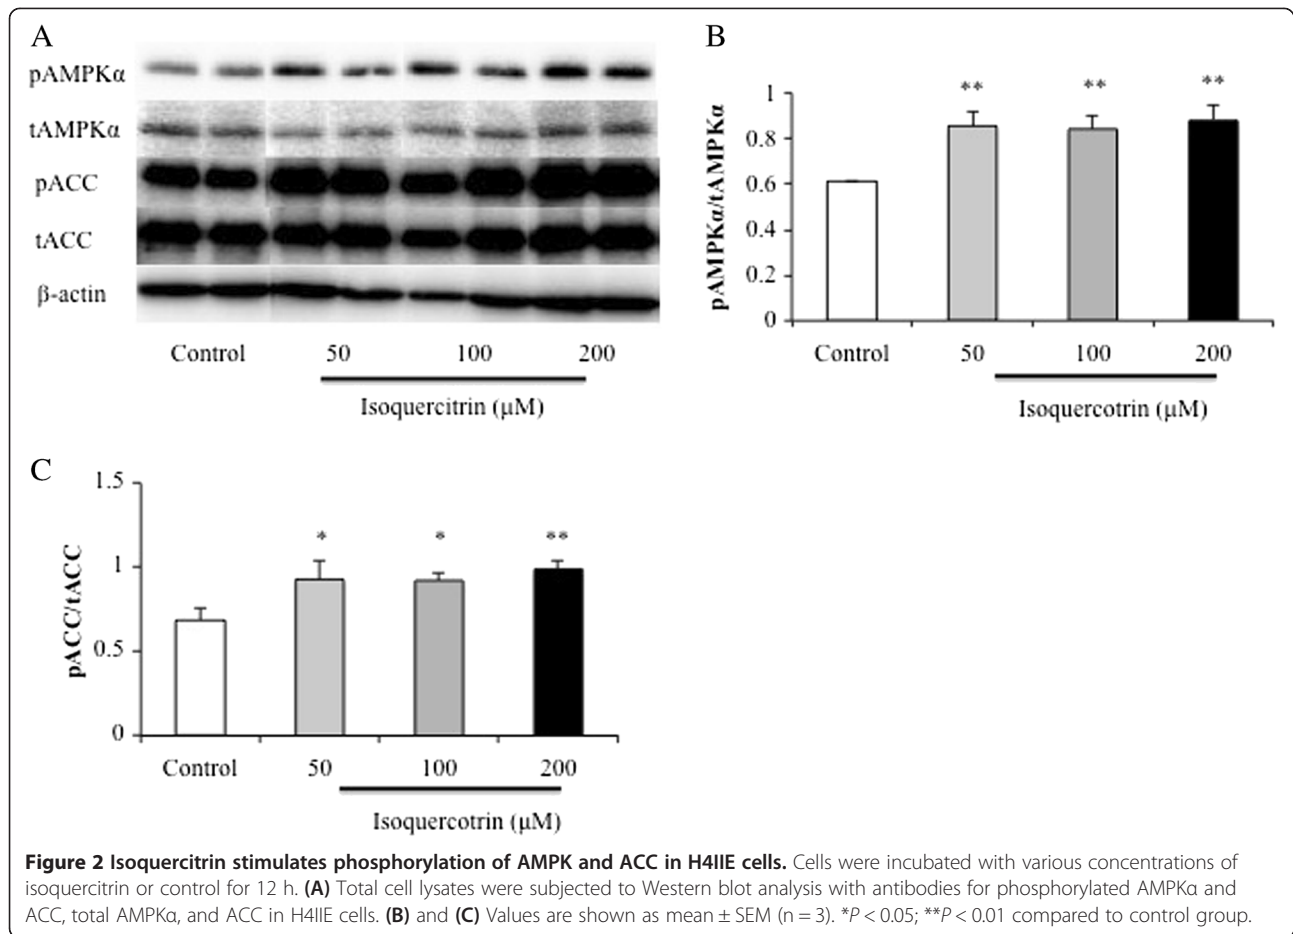 A
pAMPKα
tAMPKα
pACC
tACC
β-actin
Control 50 100 200
Isoquercitrin (μM)
B
pAMPKα/tAMPKα
1
0.8
0.6
0.4
0.2
0
** ** **
Control 50 100 200
Isoquercotrin (μM)
C
pACC/tACC
1.5
1
0.5
0
* * **
Control 50 100 200
Isoquercotrin (μM)
Figure 2 Isoquercitrin stimulates phosphorylation of AMPK and ACC in H4IIE cells. Cells were incubated with various concentrations of
isoquercitrin or control for 12 h. (A) Total cell lysates were subjected to Western blot analysis with antibodies for phosphorylated AMPKα and
ACC, total AMPKα, and ACC in H4IIE cells. (B) and (C) Values are shown as mean ± SEM (n = 3). *P < 0.05; **P < 0.01 compared to control group.